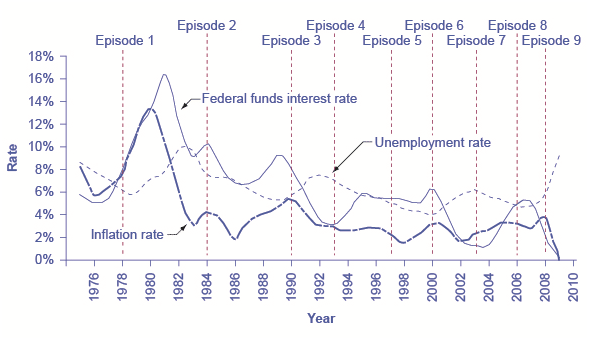 Episode 2 Episode 4 Episode 6 Episode 8
Episode 1 Episode 3 Episode 5 Episode 7 Episode 9
18%
16%
14%
12%
10%
8%
6%
4%
2%
0%
Rate
Federal funds interest rate
Unemployment rate
Inflation rate
1976 1978 1980 1982 1984 1986 1988 1990 1992 1994 1996 1998 2000 2002 2004 2006 2008 2010
Year